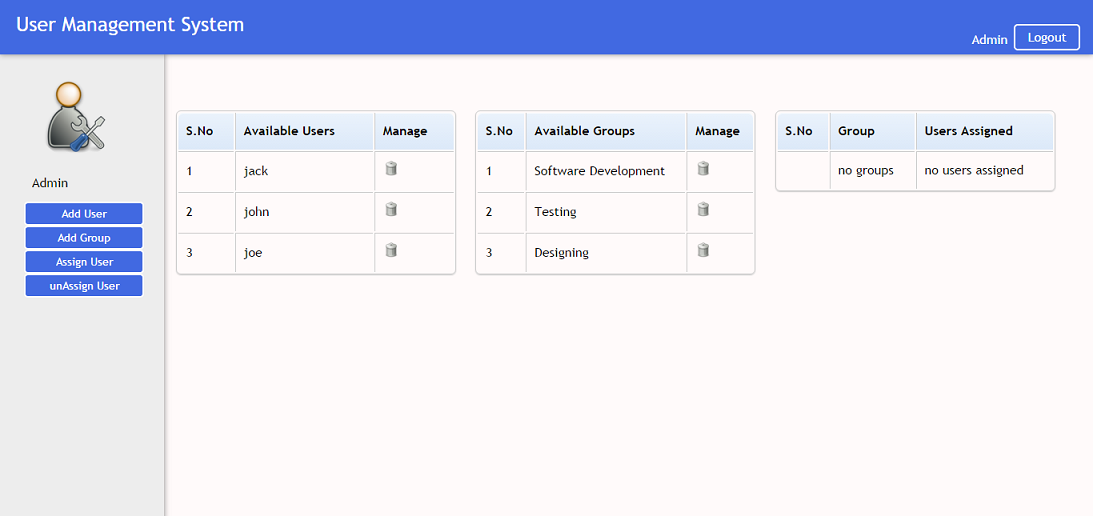 User Management System
Admin Logout
Admin
Add User
Add Group
Assign User
unAssign User
S.No Available Users Manage
1 jack
2 john
3 joe
S.No Available Groups Manage
1 Software Development
2 Testing
3 Designing
S.No Group Users Assigned
no groups no users assigned